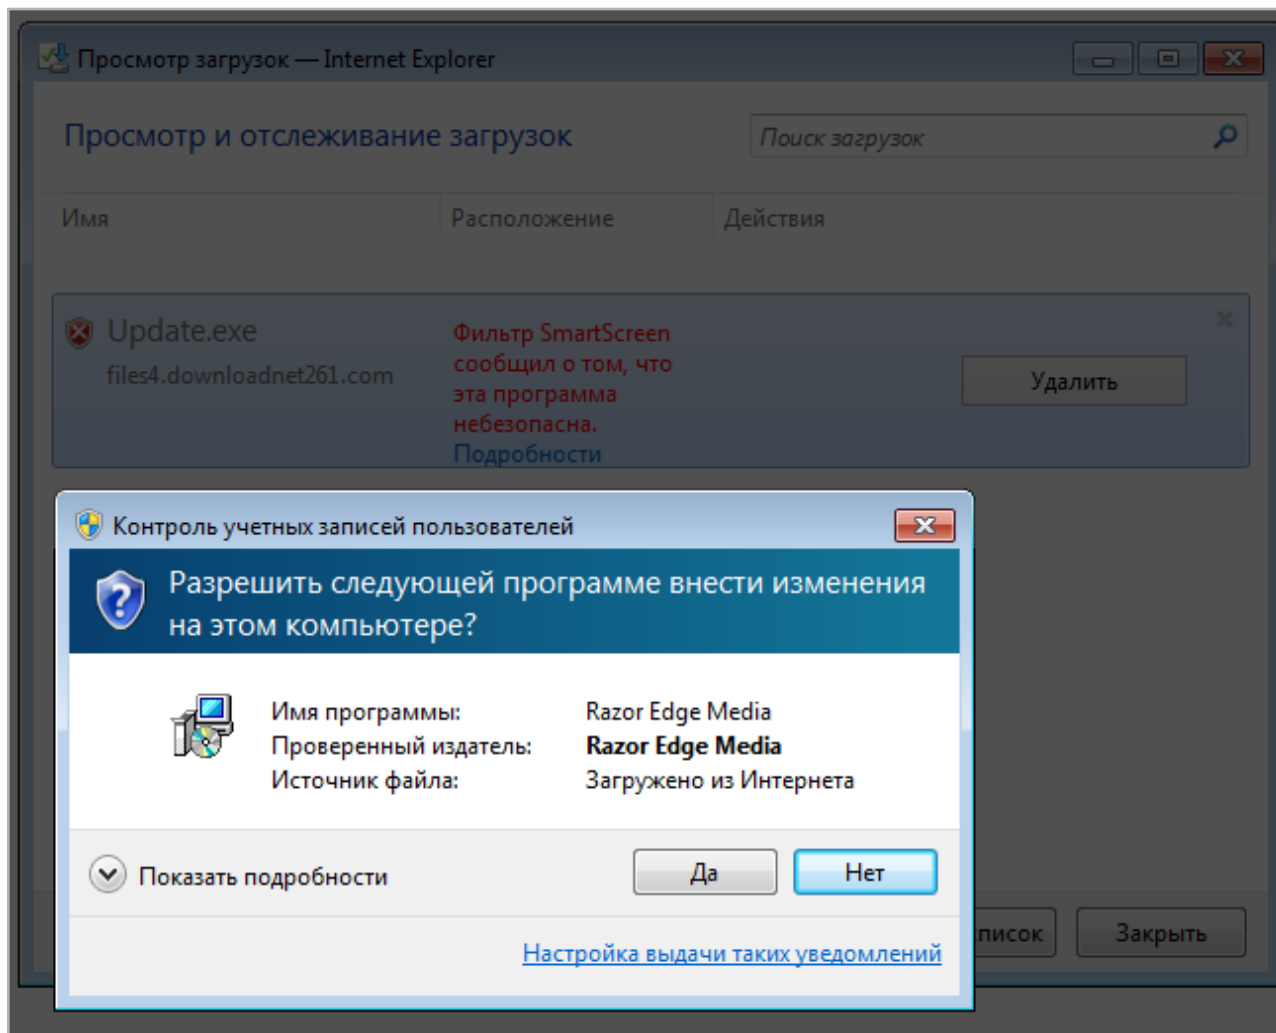 Просмотр загрузок — Internet Explorer
Просмотр и отслеживание загрузок
Поиск загрузок
Имя
Расположение
Действия
Update.exe
files4.downloadnet261.com
Фильтр SmartScreen
сообщил о том, что
эта программа
небезопасна.
Подробности
Удалить
Контроль учетных записей пользователей
Разрешить следующей программе внести изменения
на этом компьютере?
Имя программы: Razor Edge Media
Проверенный издатель: Razor Edge Media
Источник файла: Загружено из Интернета
Показать подробности
Да
Нет
Настройка выдачи таких уведомлений
Закрыть